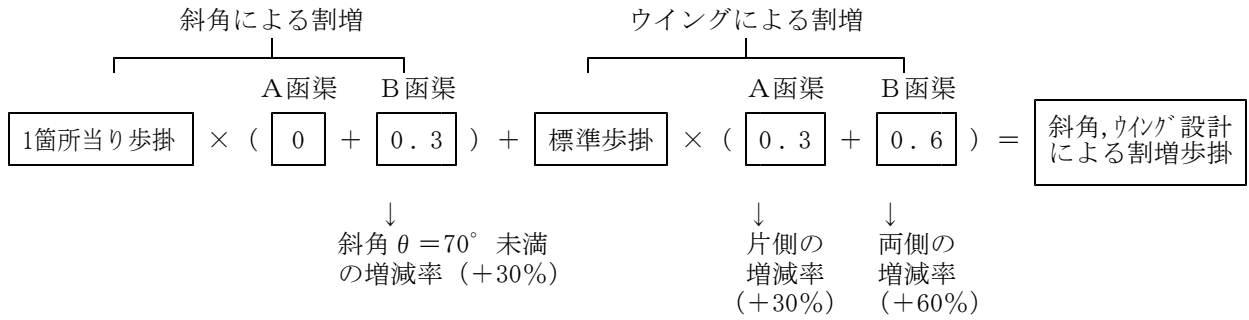 斜角による割増 ウイングによる割増
A函渠 B函渠 A函渠 B函渠
1箇所当り歩掛 × ( 0 + 0.3 ) + 標準歩掛 × ( 0.3 + 0.6 ) = 斜角,ｳｲﾝｸﾞ設計
による割増歩掛
↓ ↓ ↓
斜角θ=70°未満 片側の 両側の
の増減率(+30%) 増減率 増減率
(+30%) (+60%)